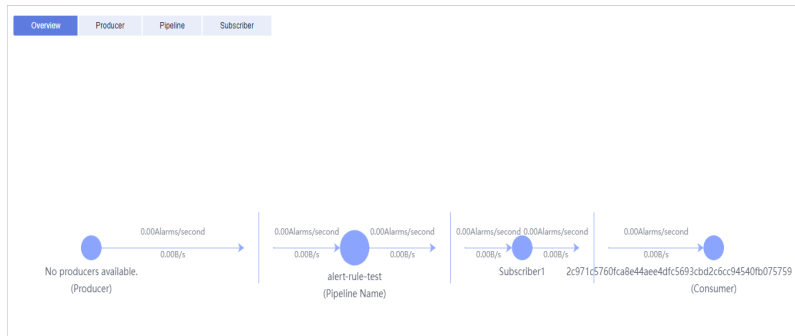 Overview Producer Pipeline Subscriber
0.00Alarms/second 0.00Alarms/second 0.00Alarms/second 0.00Alarms/second 0.00Alarms/second 0.00Alarms/second
0.00B/s 0.00B/s 0.00B/s 0.00B/s 0.00B/s 0.00B/s
No producers available. alert-rule-test Subscriber1 2c971c5760fca8e44aee4dfc5693cbd2c6cc94540fb075759
(Producer) (Pipeline Name) (Consumer)